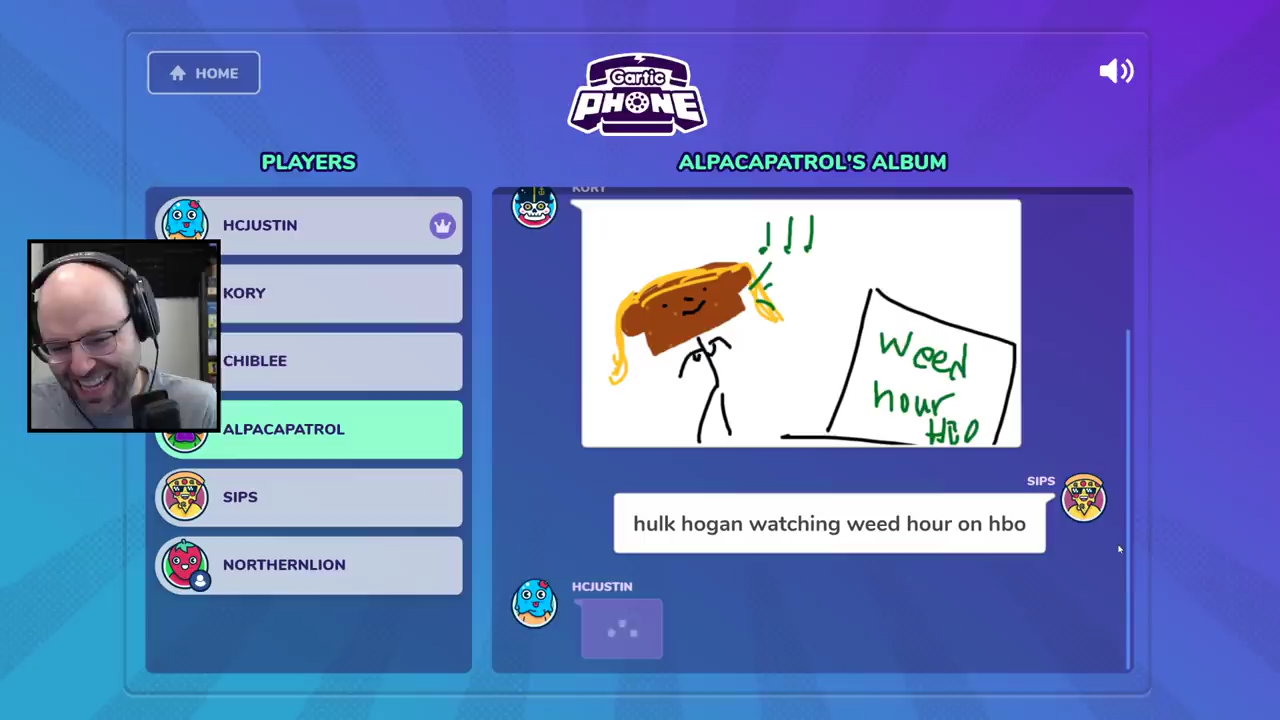 HOME
Gartic
PHONE
PLAYERS
HCJUSTIN
KORY
CHIBLEE
ALPACAPATROL
SIPS
NORTHERNLION
ALPACAPATROL'S ALBUM
KORY
weed
hour
HBO
SIPS
hulk hogan watching weed hour on hbo
HCJUSTIN